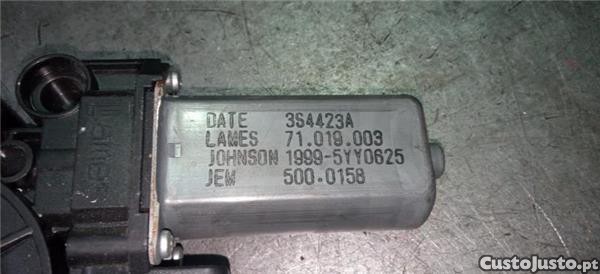 DATE 3S4423A
LAMES 71.019.003
JOHNSON 1999-5YY0625
JEM 500.0158
CustoJusto.pt